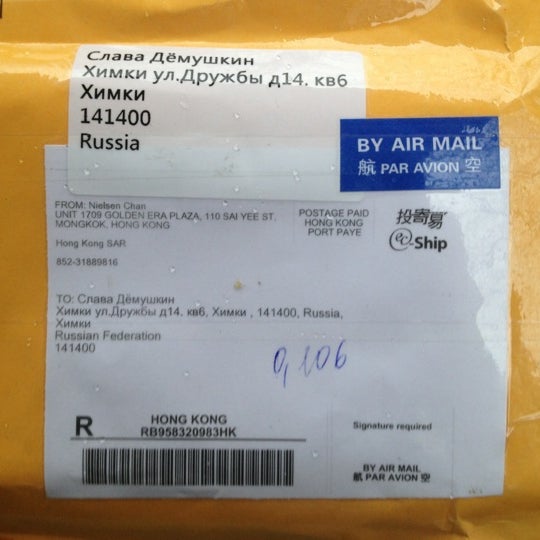 Слава Дёмушкин
Химки ул.Дружбы д14. кв6
Химки
141400
Russia
BY AIR MAIL
航 PAR AVION 空
FROM: Nielsen Chan
UNIT 1709 GOLDEN ERA PLAZA, 110 SAI YEE ST.
MONGKOK, HONG KONG
Hong Kong SAR
852-31889816
POSTAGE PAID
HONG KONG
PORT PAYE
投寄易
ec-Ship
TO: Слава Дёмушкин
Химки ул.Дружбы д14. кв6, Химки , 141400, Russia,
Химки
Russian Federation
141400
0,106
R
HONG KONG
RB958320983HK
Signature required
BY AIR MAIL
航 PAR AVION 空